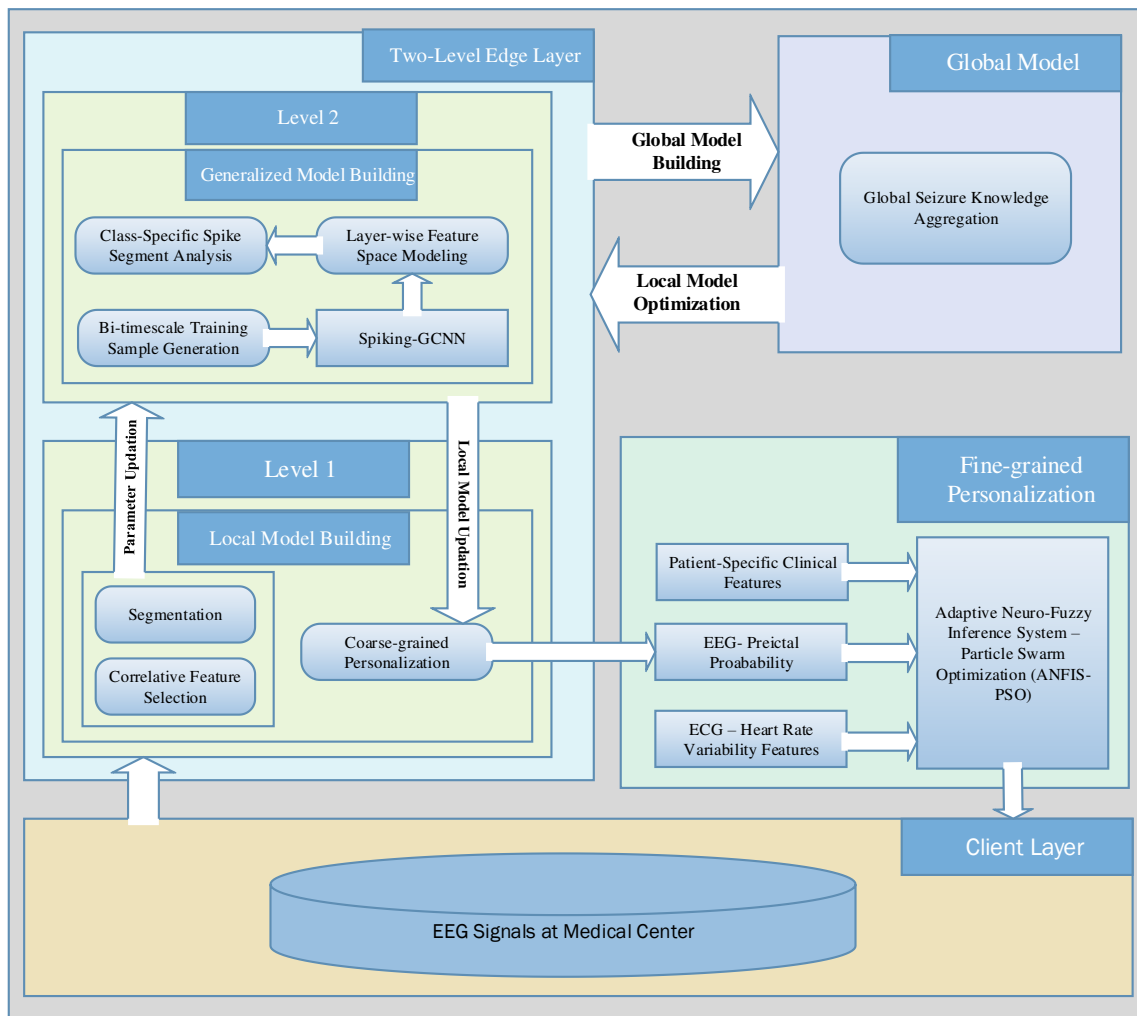 Two-Level Edge Layer
Level 2
Generalized Model Building
Class-Specific Spike
Segment Analysis
Layer-wise Feature
Space Modeling
Bi-timescale Training
Sample Generation
Spiking-GCNN
Global Model
Building
Local Model
Optimization
Global Model
Global Seizure Knowledge
Aggregation
Parameter Updation
Local Model Updation
Level 1
Local Model Building
Segmentation
Correlative Feature
Selection
Coarse-grained
Personalization
Fine-grained
Personalization
Patient-Specific Clinical
Features
EEG- Preictal
Proabability
ECG – Heart Rate
Variability Features
Adaptive Neuro-Fuzzy
Inference System –
Particle Swarm
Optimization (ANFIS-
PSO)
Client Layer
EEG Signals at Medical Center